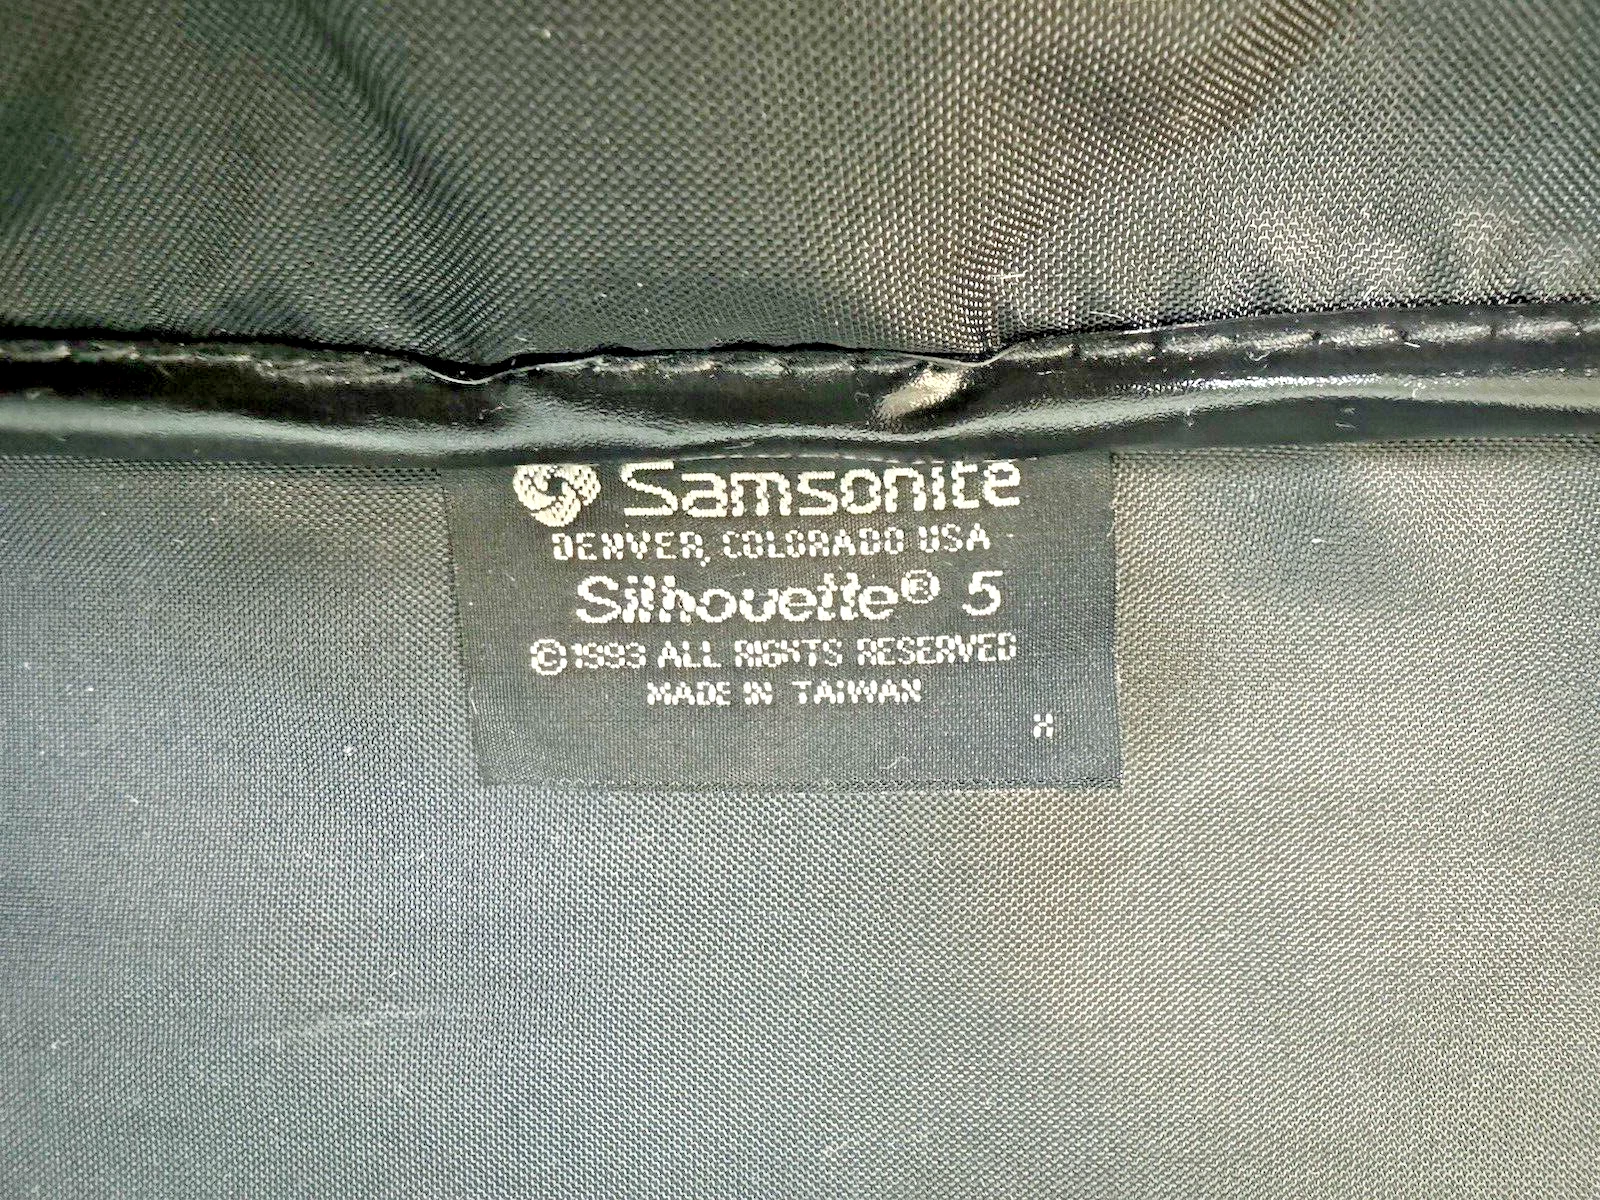 Samsonite
DENVER, COLORADO USA
Silhouette® 5
©1993 ALL RIGHTS RESERVED
MADE IN TAIWAN
H